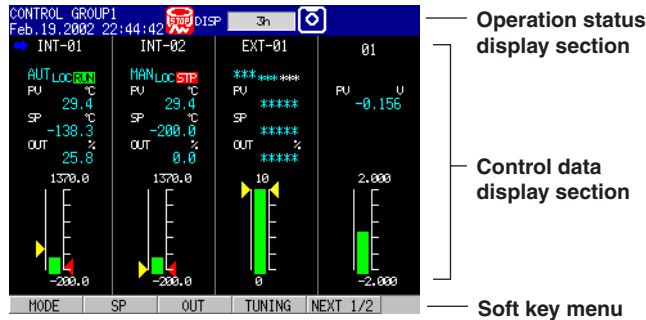 CONTROL GROUP1
Feb.19.2002 22:44:42 STOP DISP 3h
Operation status
display section
INT-01 INT-02 EXT-01 01
AUT LOC RUN MAN LOC STP *** *** ***
PV °C PV °C PV PV V
29.4 29.4 ***** -0.156
SP °C SP °C SP
-138.3 -200.0 *****
OUT % OUT % OUT %
25.8 0.0 *****
1370.0 1370.0 10 2.000
Control data
display section
-200.0 -200.0 0 -2.000
MODE SP OUT TUNING NEXT 1/2
Soft key menu